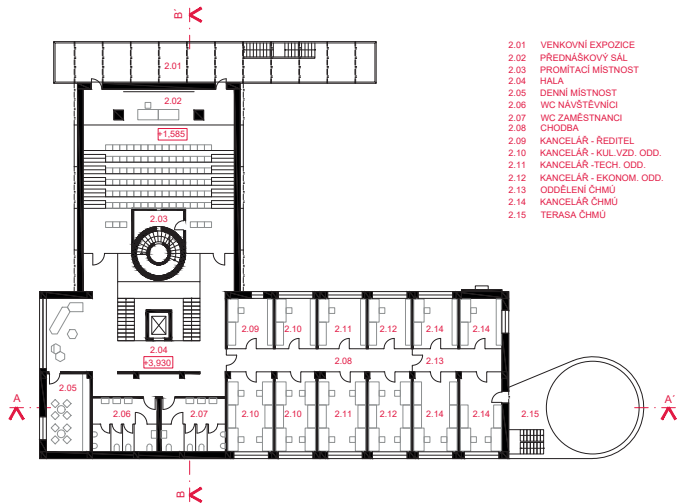 B´
2.01
2.02
+1,585
2.03
2.04
+3,930
2.09
2.10
2.11
2.12
2.14
2.14
2.08
2.13
2.05
2.06
2.07
2.10
2.10
2.11
2.12
2.14
2.14
2.15
A
A´
B
2.01 VENKOVNÍ EXPOZICE
2.02 PŘEDNÁŠKOVÝ SÁL
2.03 PROMÍTACÍ MÍSTNOST
2.04 HALA
2.05 DENNÍ MÍSTNOST
2.06 WC NÁVŠTĚVNÍCI
2.07 WC ZAMĚSTNANCI
2.08 CHODBA
2.09 KANCELÁŘ - ŘEDITEL
2.10 KANCELÁŘ - KUL.VZD. ODD.
2.11 KANCELÁŘ -TECH. ODD.
2.12 KANCELÁŘ - EKONOM. ODD.
2.13 ODDĚLENÍ ČHMÚ
2.14 KANCELÁŘ ČHMÚ
2.15 TERASA ČHMÚ